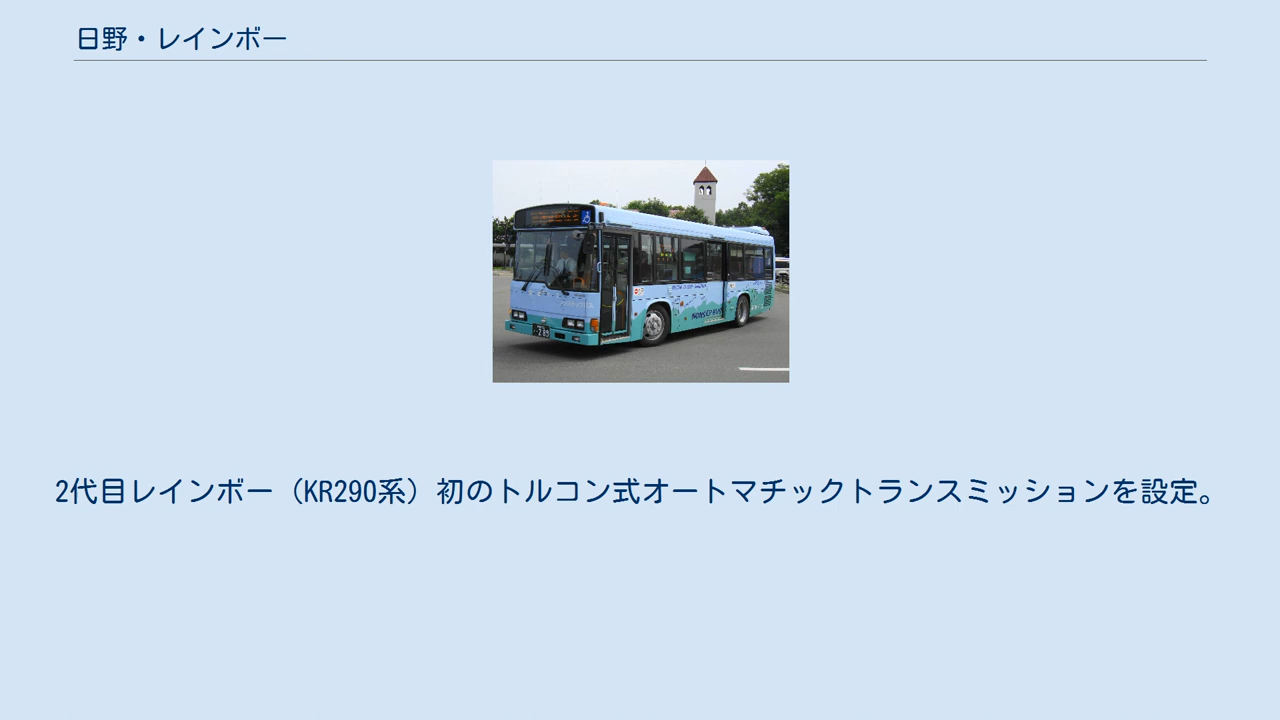 日野・レインボー
2代目レインボー（KR290系）初のトルコン式オートマチックトランスミッションを設定。